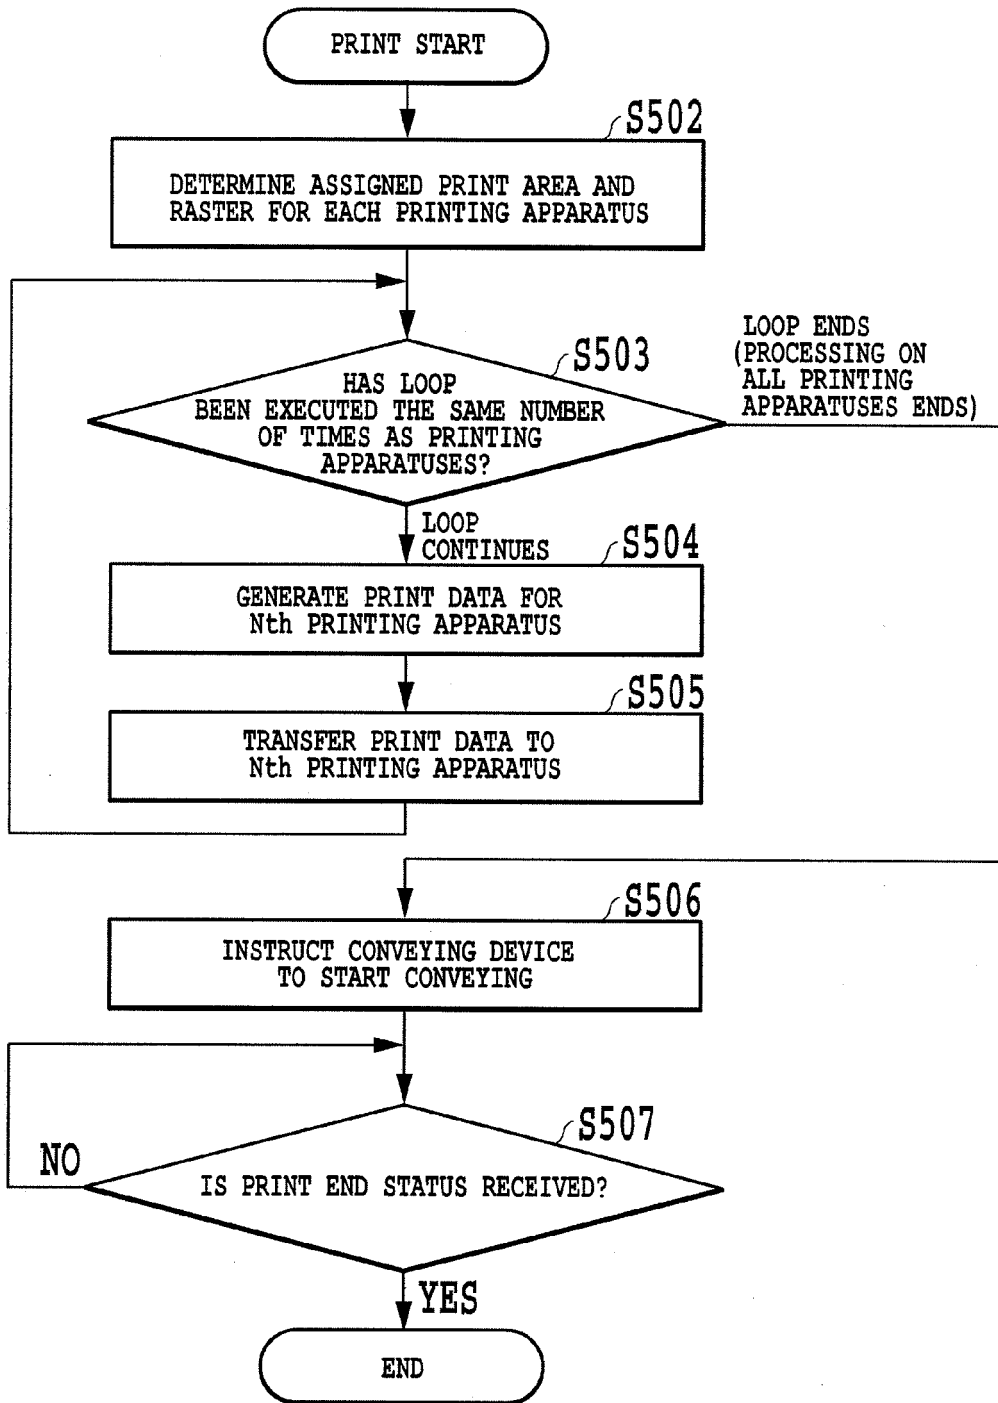 PRINT START
S502
DETERMINE ASSIGNED PRINT AREA AND
RASTER FOR EACH PRINTING APPARATUS
S503
HAS LOOP
BEEN EXECUTED THE SAME NUMBER
OF TIMES AS PRINTING
APPARATUSES?
LOOP ENDS
(PROCESSING ON
ALL PRINTING
APPARATUSES ENDS)
LOOP
CONTINUES
S504
GENERATE PRINT DATA FOR
Nth PRINTING APPARATUS
S505
TRANSFER PRINT DATA TO
Nth PRINTING APPARATUS
S506
INSTRUCT CONVEYING DEVICE
TO START CONVEYING
S507
NO
IS PRINT END STATUS RECEIVED?
YES
END